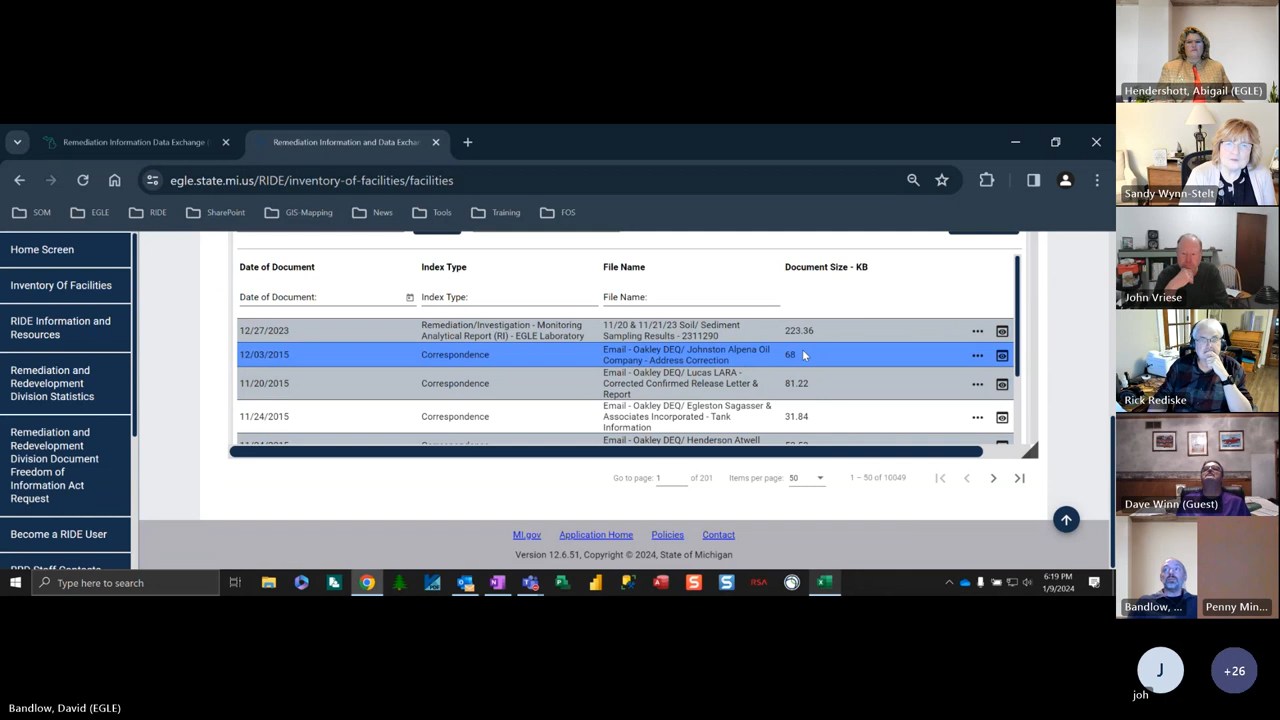 Remediation Information Data Exchange
Remediation Information and Data Exchan
egle.state.mi.us/RIDE/inventory-of-facilities/facilities
SOM
EGLE
RIDE
SharePoint
GIS-Mapping
News
Tools
Training
FOS
Home Screen
Inventory Of Facilities
RIDE Information and
Resources
Remediation and
Redevelopment
Division Statistics
Remediation and
Redevelopment
Division Document
Freedom of
Information Act
Request
Become a RIDE User
Date of Document
Index Type
File Name
Document Size - KB
Date of Document:
Index Type:
File Name:
12/27/2023
Remediation/Investigation - Monitoring
Analytical Report (RI) - EGLE Laboratory
11/20 & 11/21/23 Soil/ Sediment
Sampling Results - 2311290
223.36
12/03/2015
Correspondence
Email - Oakley DEQ/ Johnston Alpena Oil
Company - Address Correction
68
11/20/2015
Correspondence
Email - Oakley DEQ/ Lucas LARA -
Corrected Confirmed Release Letter &
Report
81.22
11/24/2015
Correspondence
Email - Oakley DEQ/ Egleston Sagasser &
Associates Incorporated - Tank
Information
31.84
Email - Oakley DEQ/ Henderson Atwell
Go to page: 1 of 201
Items per page: 50
1 – 50 of 10049
MI.gov
Application Home
Policies
Contact
Version 12.6.51, Copyright © 2024, State of Michigan
Type here to search
RSA
6:19 PM
1/9/2024
Hendershott, Abigail (EGLE)
Sandy Wynn-Stelt
John Vriese
Rick Rediske
Dave Winn (Guest)
Bandlow, ...
Penny Min...
J
joh
+26
Bandlow, David (EGLE)